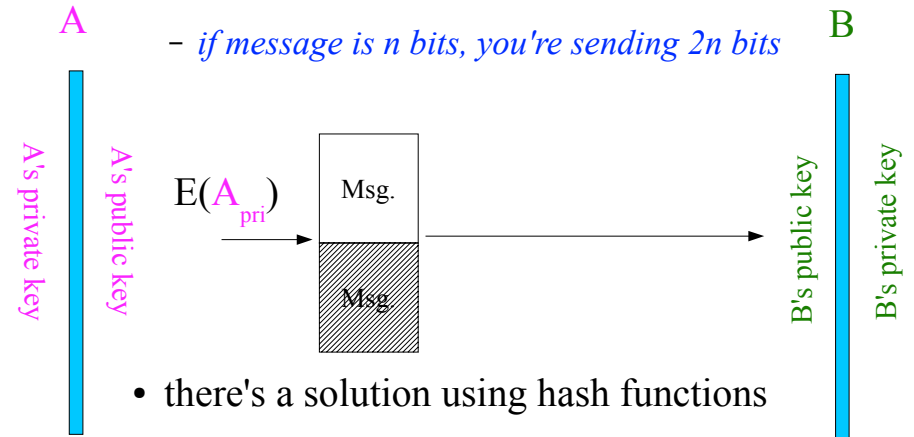 A
B
- if message is n bits, you're sending 2n bits
A's private key
A's public key
E(A_pri)
Msg.
Msg.
B's public key
B's private key
• there's a solution using hash functions